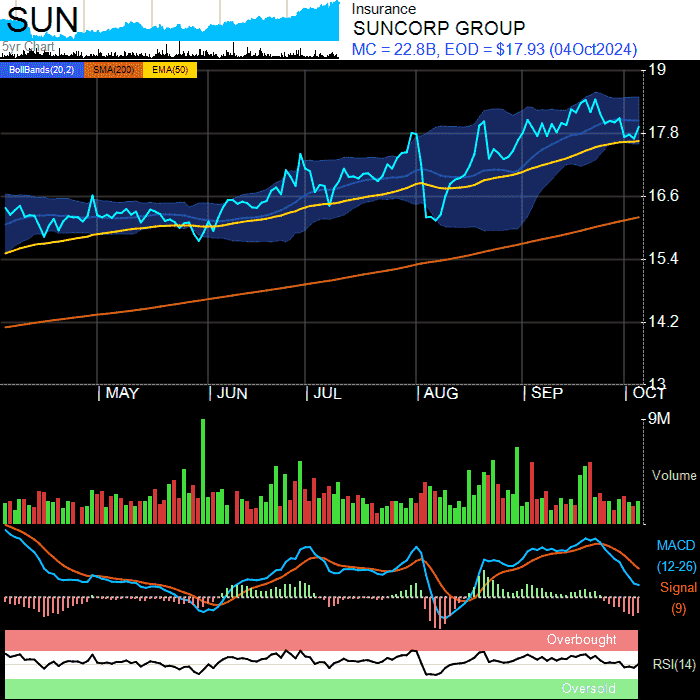 SUN
5yr Chart
Insurance
SUNCORP GROUP
MC = 22.8B, EOD = $17.93 (04Oct2024)
BollBands(20,2) SMA(200) EMA(50)
19
17.8
16.6
15.4
14.2
13
MAY JUN JUL AUG SEP OCT
9M
Volume
MACD
(12-26)
Signal
(9)
Overbought
RSI(14)
Oversold